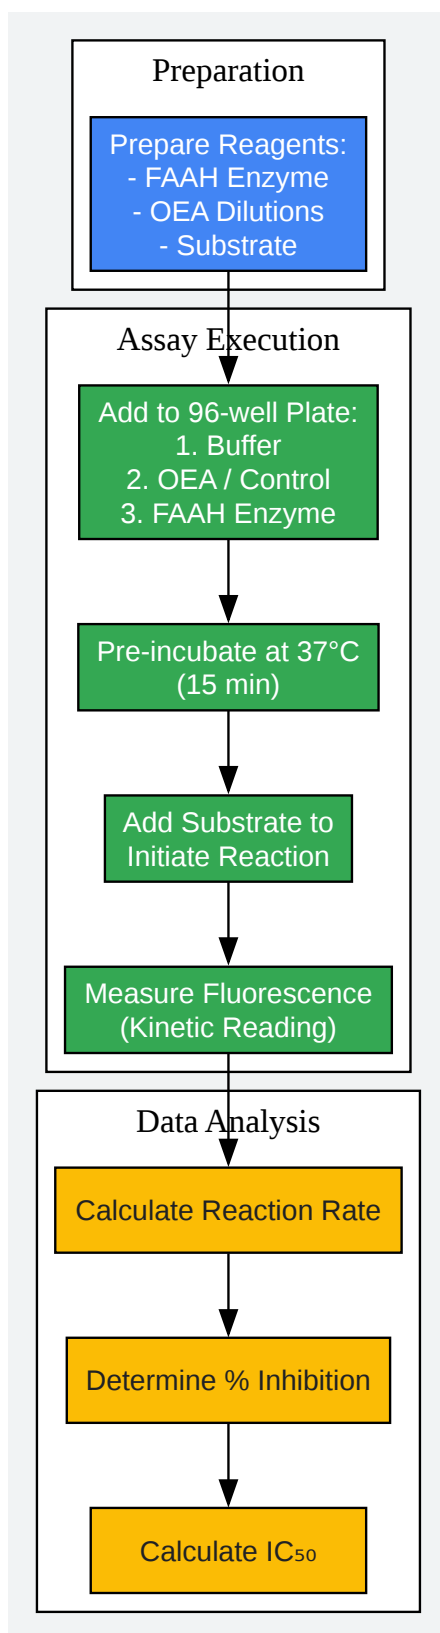 Preparation
Prepare Reagents:
- FAAH Enzyme
- OEA Dilutions
- Substrate
Assay Execution
Add to 96-well Plate:
1. Buffer
2. OEA / Control
3. FAAH Enzyme
Pre-incubate at 37°C
(15 min)
Add Substrate to
Initiate Reaction
Measure Fluorescence
(Kinetic Reading)
Data Analysis
Calculate Reaction Rate
Determine % Inhibition
Calculate IC₅₀